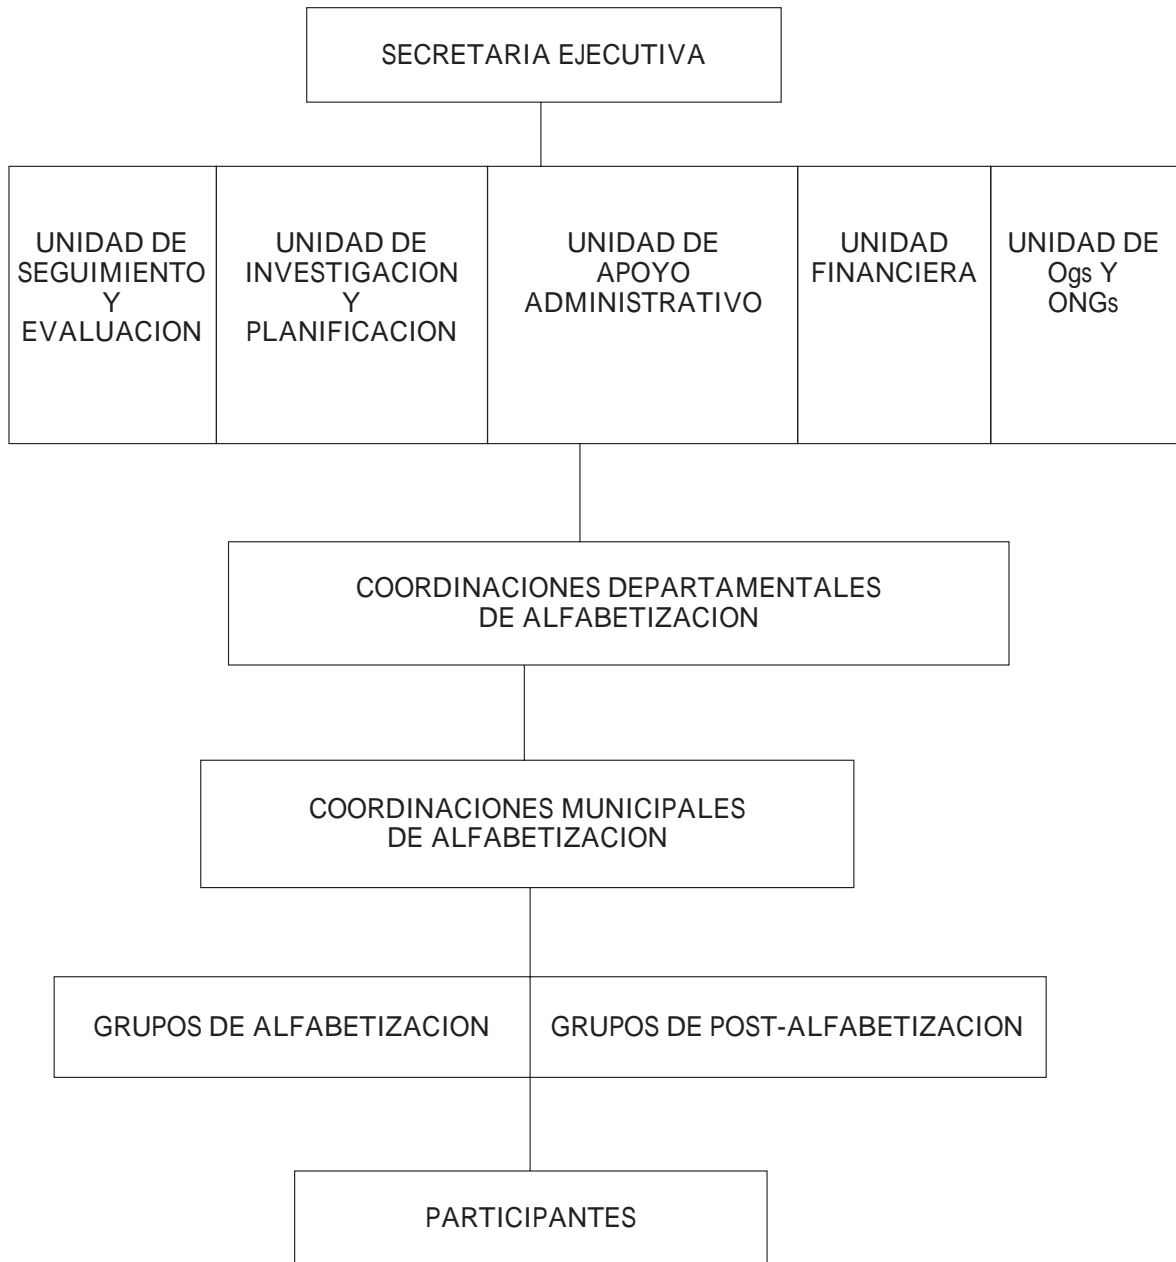 SECRETARIA EJECUTIVA
UNIDAD DE
SEGUIMIENTO
Y
EVALUACION
UNIDAD DE
INVESTIGACION
Y
PLANIFICACION
UNIDAD DE
APOYO
ADMINISTRATIVO
UNIDAD
FINANCIERA
UNIDAD DE
Ogs Y
ONGs
COORDINACIONES DEPARTAMENTALES
DE ALFABETIZACION
COORDINACIONES MUNICIPALES
DE ALFABETIZACION
GRUPOS DE ALFABETIZACION
GRUPOS DE POST-ALFABETIZACION
PARTICIPANTES